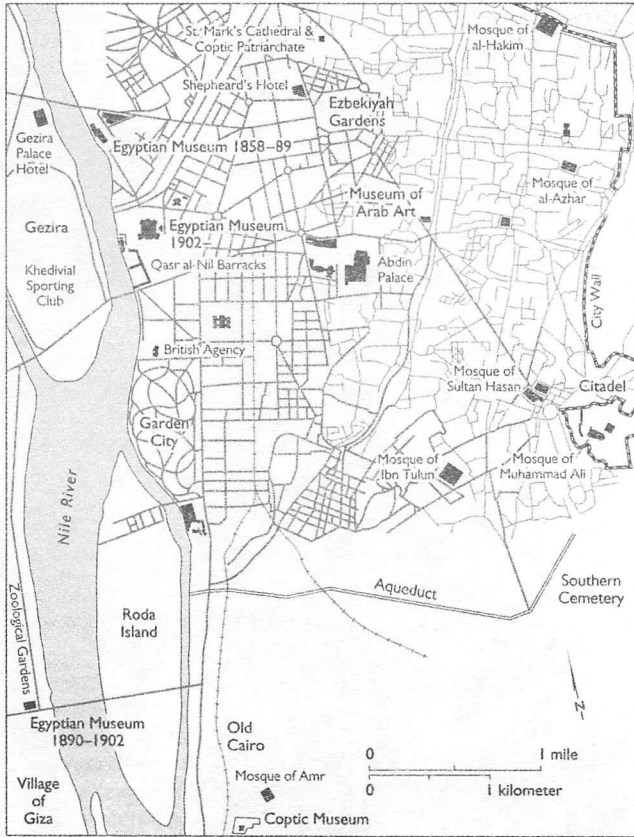 St. Mark's Cathedral &
Coptic Patriarchate
Mosque of
al-Hakim
Shepheard's Hotel
Ezbekiyah
Gardens
Gezira
Palace
Hotel
Egyptian Museum 1858–89
Mosque of
al-Azhar
Museum of
Arab Art
Gezira
Egyptian Museum
1902–
Qasr al-Nil Barracks
Abdin
Palace
Khedivial
Sporting
Club
City Wall
British Agency
Mosque of
Sultan Hasan
Citadel
Garden
City
Mosque of
Ibn Tulun
Mosque of
Muhammad Ali
Nile River
Aqueduct
Southern
Cemetery
Zoological Gardens
Roda
Island
N
Egyptian Museum
1890–1902
Old
Cairo
0 1 mile
0 1 kilometer
Village
of
Giza
Mosque of Amr
Coptic Museum